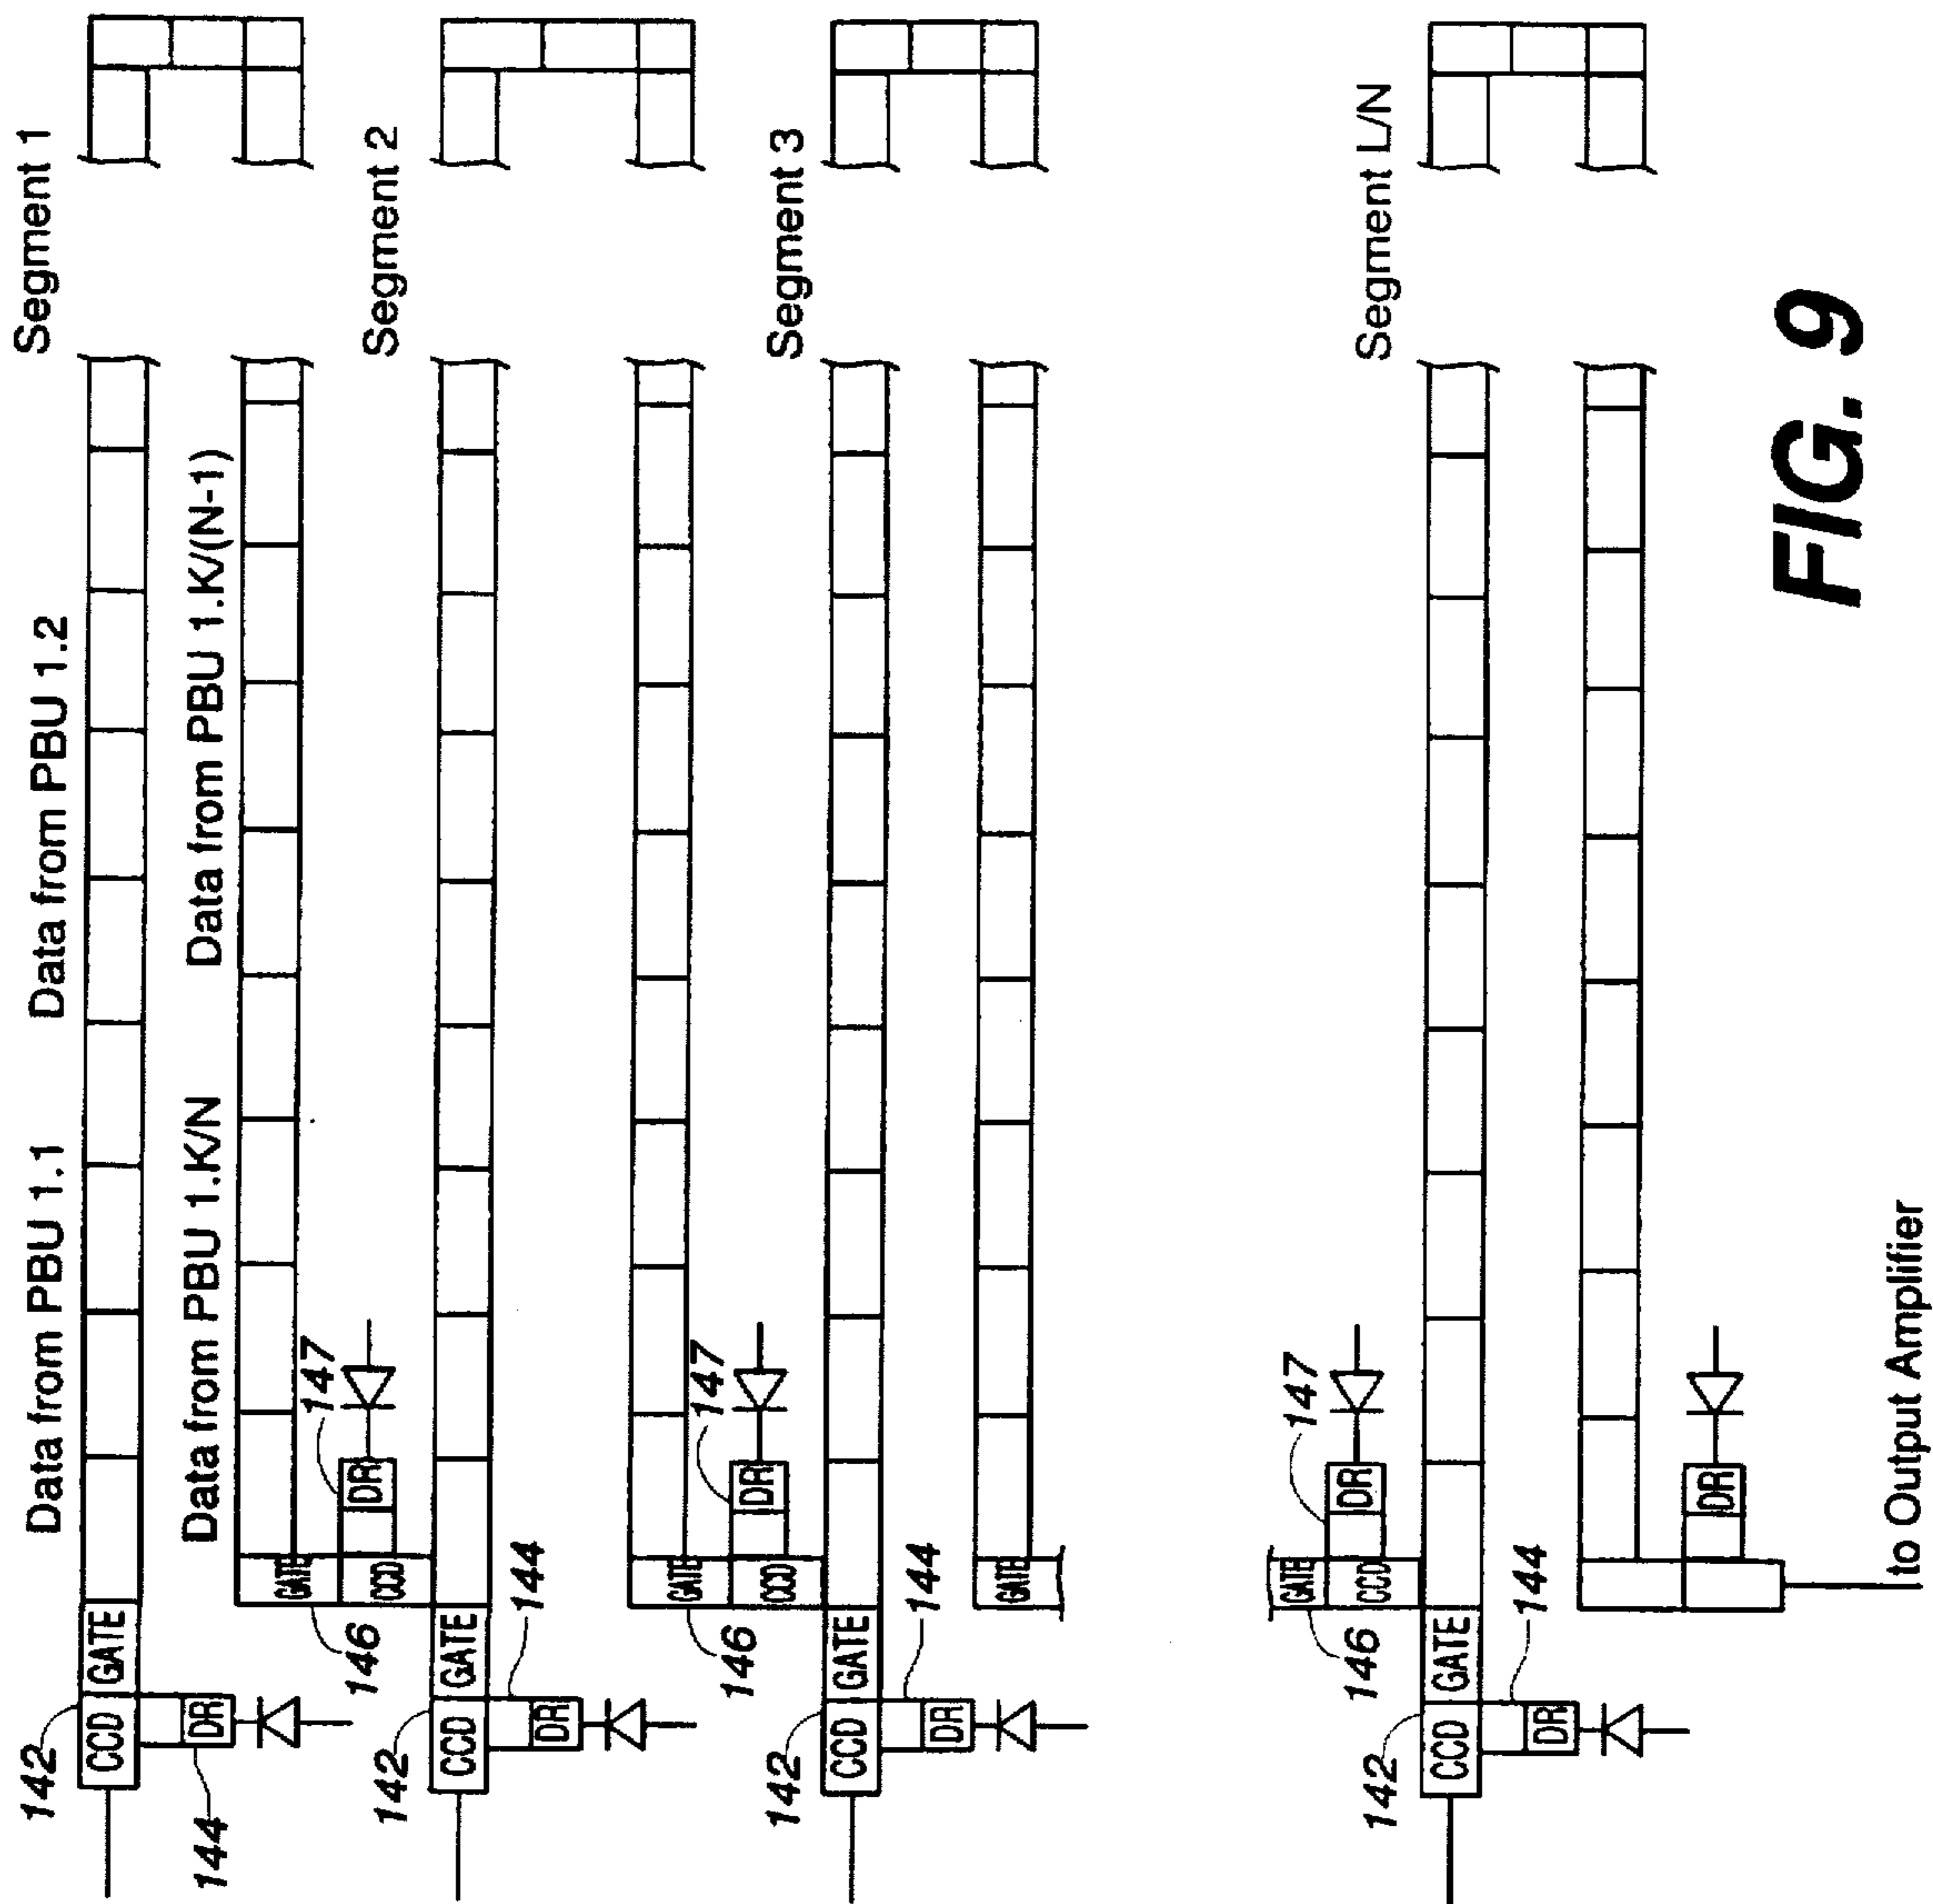 Segment 1
Data from PBU 1.1
Data from PBU 1.2
142
CCD GATE
DR
144
Data from PBU 1.K/N
Data from PBU 1.K/(N-1)
GATE
CCD
146
DR
147
Segment 2
142
CCD GATE
DR
144
GATE
CCD
146
DR
147
Segment 3
142
CCD GATE
DR
144
GATE
GATE
CCD
146
DR
147
Segment L/N
142
CCD GATE
DR
144
DR
to Output Amplifier
FIG. 9